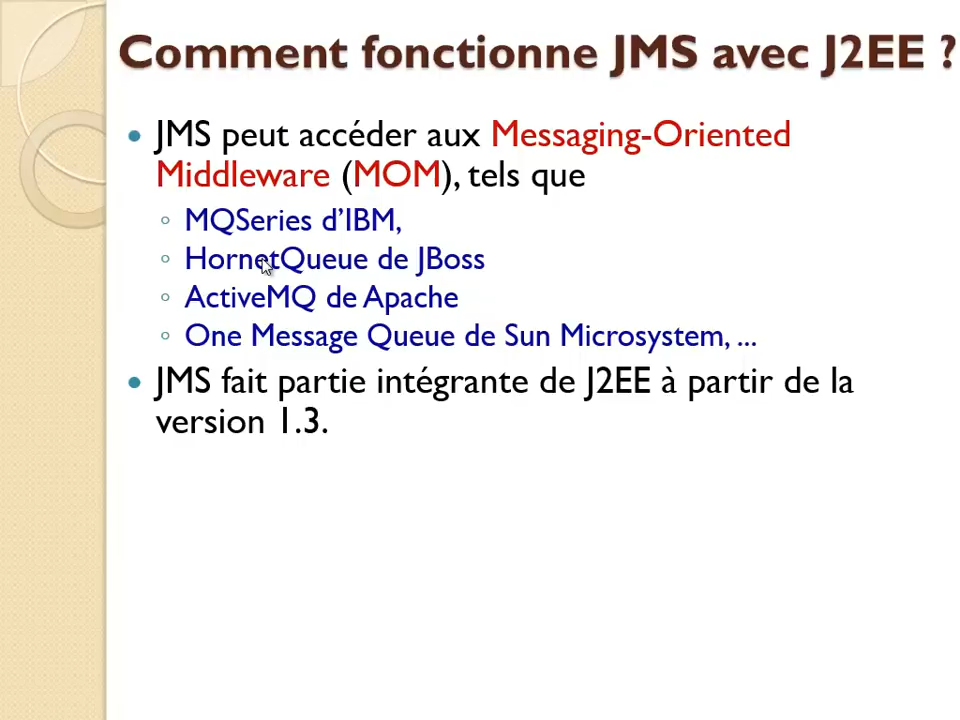 Comment fonctionne JMS avec J2EE ?
• JMS peut accéder aux Messaging-Oriented
Middleware (MOM), tels que
◦ MQSeries d’IBM,
◦ HornetQueue de JBoss
◦ ActiveMQ de Apache
◦ One Message Queue de Sun Microsystem, ...
• JMS fait partie intégrante de J2EE à partir de la
version 1.3.